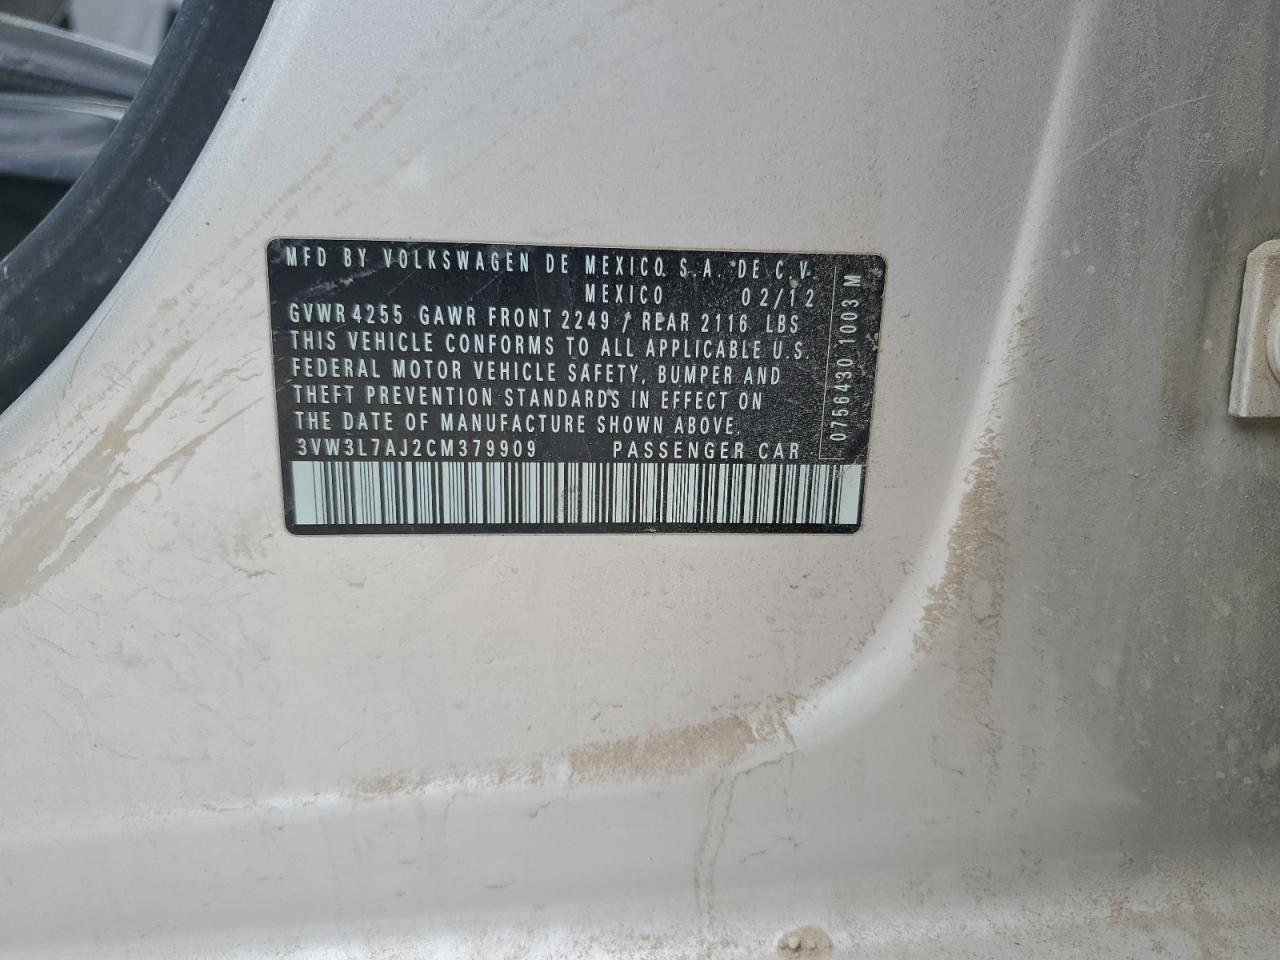 MFD BY VOLKSWAGEN DE MEXICO S.A. DE C.V.
MEXICO 02/12
GVWR 4255 GAWR FRONT 2249 / REAR 2116 LBS
THIS VEHICLE CONFORMS TO ALL APPLICABLE U.S.
FEDERAL MOTOR VEHICLE SAFETY, BUMPER AND
THEFT PREVENTION STANDARDS IN EFFECT ON
THE DATE OF MANUFACTURE SHOWN ABOVE.
3VW3L7AJ2CM379909 PASSENGER CAR
0756430 1003 M